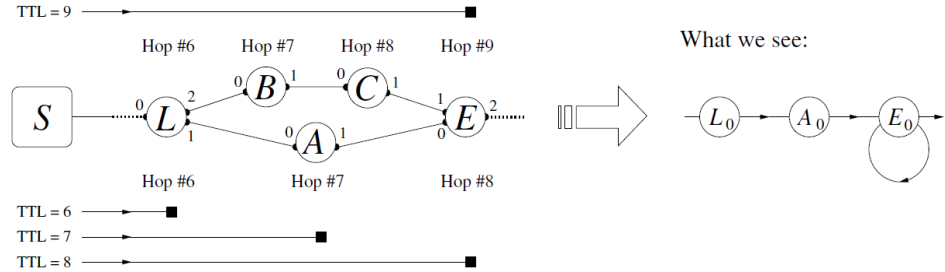 TTL = 9
Hop #6 Hop #7 Hop #8 Hop #9
What we see:
S 0 L 2 1 0 B 1 0 C 1 1 E 2 0
0 A 1
L0 A0 E0
Hop #6 Hop #7 Hop #8
TTL = 6
TTL = 7
TTL = 8